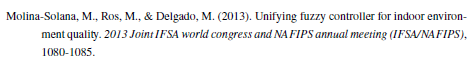 Molina-Solana, M., Ros, M., & Delgado, M. (2013). Unifying fuzzy controller for indoor environ-
ment quality. 2013 Joint IFSA world congress and NAFIPS annual meeting (IFSA/NAFIPS),
1080-1085.